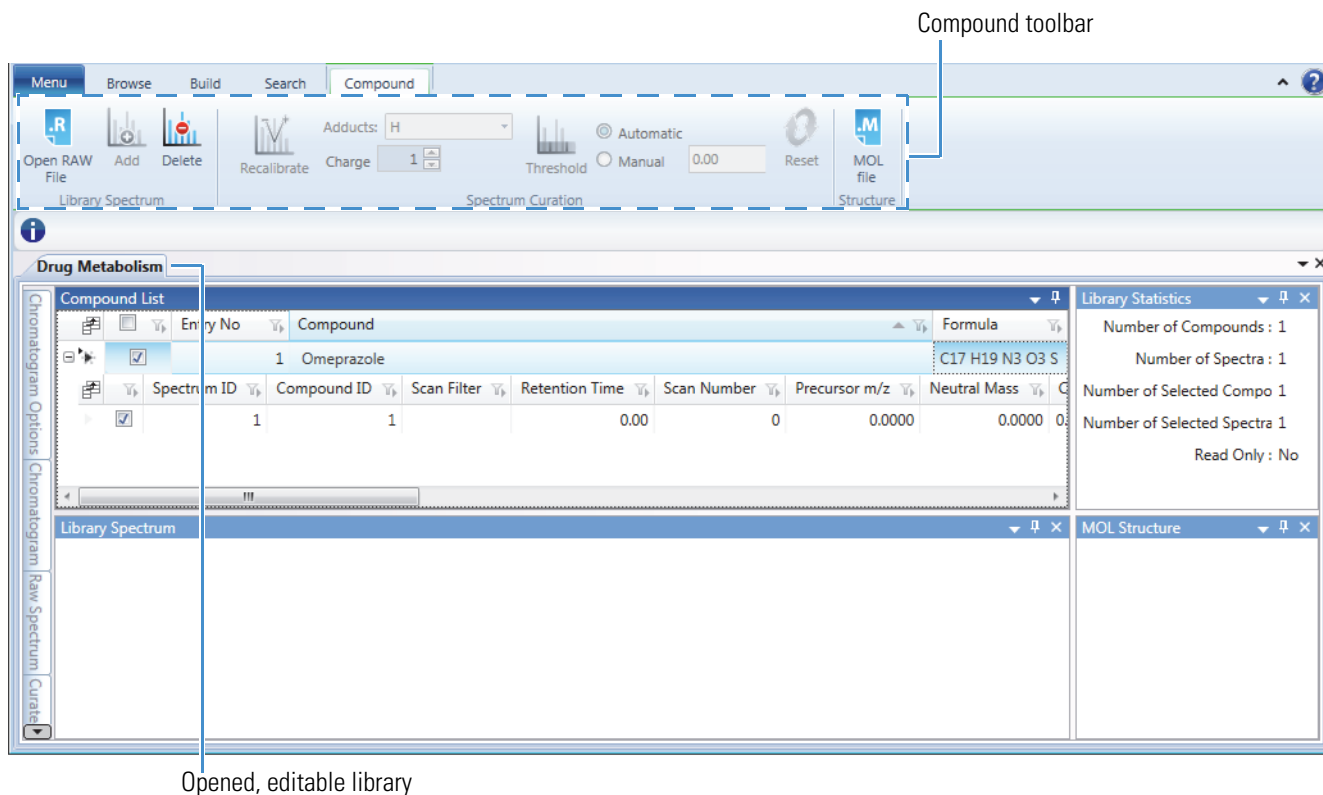 Compound toolbar
Menu Browse Build Search Compound
.R .M
Adducts: H Automatic
Open RAW File Add Delete Recalibrate Charge 1 Threshold Manual 0.00 Reset MOL file
Library Spectrum Spectrum Curation Structure
Drug Metabolism
Chromatogram Options
Chromatogram
Raw Spectrum
Curate
Compound List
Entry No Compound Formula
1 Omeprazole C17 H19 N3 O3 S
Spectrum ID Compound ID Scan Filter Retention Time Scan Number Precursor m/z Neutral Mass C
1 1 0.00 0 0.0000 0.0000 0.
Library Statistics
Number of Compounds : 1
Number of Spectra : 1
Number of Selected Compo 1
Number of Selected Spectra 1
Read Only : No
Library Spectrum
MOL Structure
Opened, editable library